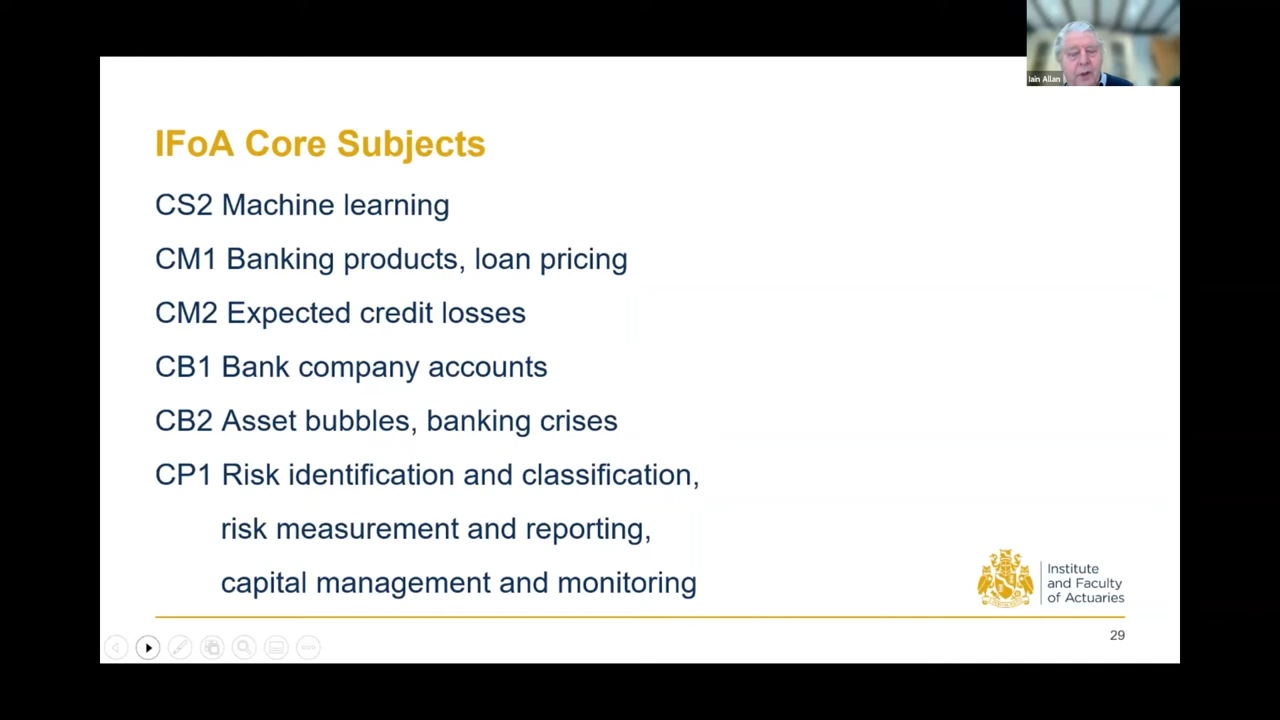 Iain Allan
IFoA Core Subjects
CS2 Machine learning
CM1 Banking products, loan pricing
CM2 Expected credit losses
CB1 Bank company accounts
CB2 Asset bubbles, banking crises
CP1 Risk identification and classification,
risk measurement and reporting,
capital management and monitoring
Institute
and Faculty
of Actuaries
29